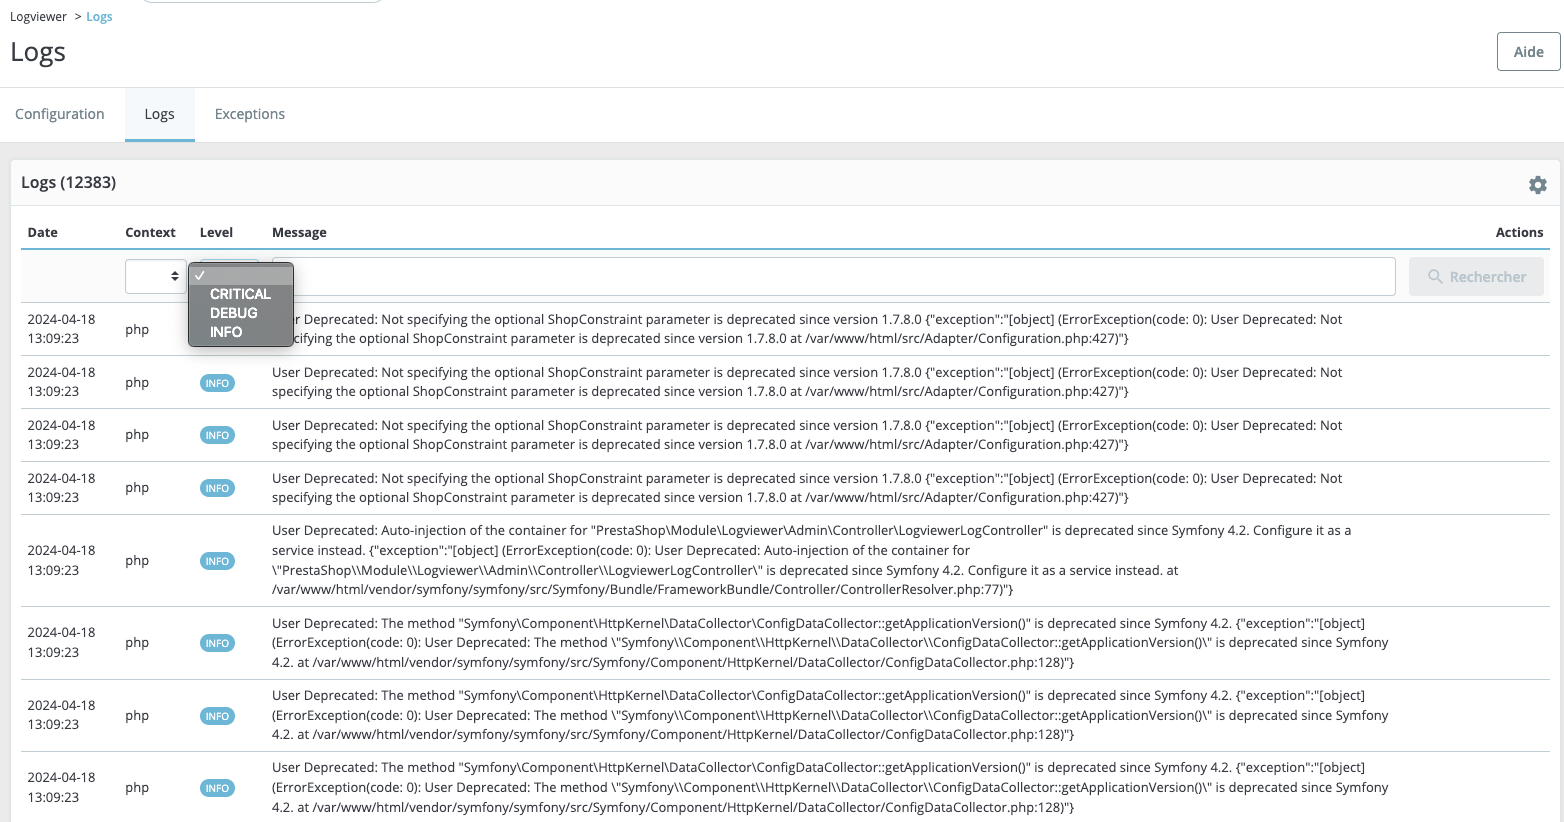 Logviewer > Logs
Logs
Aide
Configuration Logs Exceptions
Logs (12383)
Date Context Level Message Actions
Rechercher
CRITICAL
DEBUG
INFO
2024-04-18
13:09:23
php
r Deprecated: Not specifying the optional ShopConstraint parameter is deprecated since version 1.7.8.0 {"exception":"[object] (ErrorException(code: 0): User Deprecated: Not
cifying the optional ShopConstraint parameter is deprecated since version 1.7.8.0 at /var/www/html/src/Adapter/Configuration.php:427)"}
2024-04-18
13:09:23
php
INFO
User Deprecated: Not specifying the optional ShopConstraint parameter is deprecated since version 1.7.8.0 {"exception":"[object] (ErrorException(code: 0): User Deprecated: Not
specifying the optional ShopConstraint parameter is deprecated since version 1.7.8.0 at /var/www/html/src/Adapter/Configuration.php:427)"}
2024-04-18
13:09:23
php
INFO
User Deprecated: Not specifying the optional ShopConstraint parameter is deprecated since version 1.7.8.0 {"exception":"[object] (ErrorException(code: 0): User Deprecated: Not
specifying the optional ShopConstraint parameter is deprecated since version 1.7.8.0 at /var/www/html/src/Adapter/Configuration.php:427)"}
2024-04-18
13:09:23
php
INFO
User Deprecated: Not specifying the optional ShopConstraint parameter is deprecated since version 1.7.8.0 {"exception":"[object] (ErrorException(code: 0): User Deprecated: Not
specifying the optional ShopConstraint parameter is deprecated since version 1.7.8.0 at /var/www/html/src/Adapter/Configuration.php:427)"}
2024-04-18
13:09:23
php
INFO
User Deprecated: Auto-injection of the container for "PrestaShop\Module\Logviewer\Admin\Controller\LogviewerLogController" is deprecated since Symfony 4.2. Configure it as a
service instead. {"exception":"[object] (ErrorException(code: 0): User Deprecated: Auto-injection of the container for
\"PrestaShop\\Module\\Logviewer\\Admin\\Controller\\LogviewerLogController\" is deprecated since Symfony 4.2. Configure it as a service instead. at
/var/www/html/vendor/symfony/symfony/src/Symfony/Bundle/FrameworkBundle/Controller/ControllerResolver.php:77)"}
2024-04-18
13:09:23
php
INFO
User Deprecated: The method "Symfony\Component\HttpKernel\DataCollector\ConfigDataCollector::getApplicationVersion()" is deprecated since Symfony 4.2. {"exception":"[object]
(ErrorException(code: 0): User Deprecated: The method \"Symfony\\Component\\HttpKernel\\DataCollector\\ConfigDataCollector::getApplicationVersion()\" is deprecated since Symfony
4.2. at /var/www/html/vendor/symfony/symfony/src/Symfony/Component/HttpKernel/DataCollector/ConfigDataCollector.php:128)"}
2024-04-18
13:09:23
php
INFO
User Deprecated: The method "Symfony\Component\HttpKernel\DataCollector\ConfigDataCollector::getApplicationVersion()" is deprecated since Symfony 4.2. {"exception":"[object]
(ErrorException(code: 0): User Deprecated: The method \"Symfony\\Component\\HttpKernel\\DataCollector\\ConfigDataCollector::getApplicationVersion()\" is deprecated since Symfony
4.2. at /var/www/html/vendor/symfony/symfony/src/Symfony/Component/HttpKernel/DataCollector/ConfigDataCollector.php:128)"}
2024-04-18
13:09:23
php
INFO
User Deprecated: The method "Symfony\Component\HttpKernel\DataCollector\ConfigDataCollector::getApplicationVersion()" is deprecated since Symfony 4.2. {"exception":"[object]
(ErrorException(code: 0): User Deprecated: The method \"Symfony\\Component\\HttpKernel\\DataCollector\\ConfigDataCollector::getApplicationVersion()\" is deprecated since Symfony
4.2. at /var/www/html/vendor/symfony/symfony/src/Symfony/Component/HttpKernel/DataCollector/ConfigDataCollector.php:128)"}